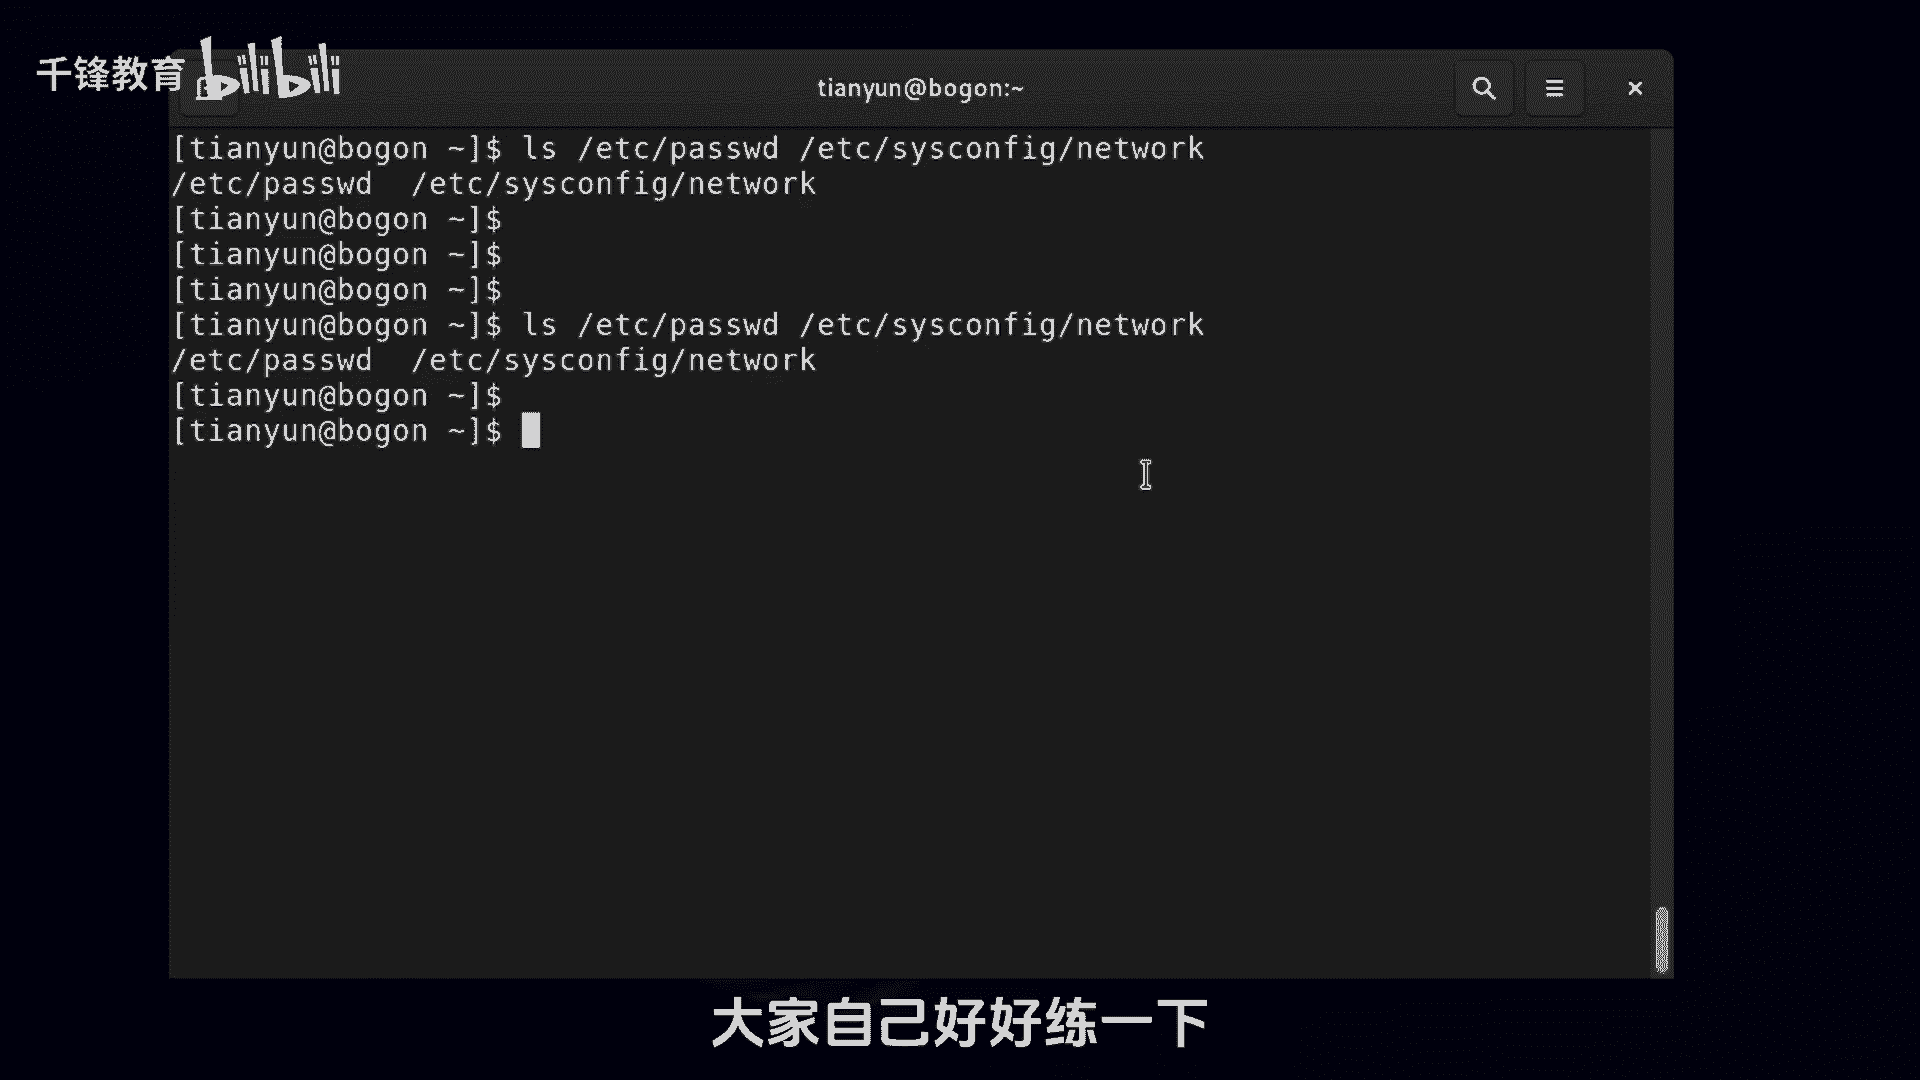 千锋教育 bilibili
tianyun@bogon:~
[tianyun@bogon ~]$ ls /etc/passwd /etc/sysconfig/network
/etc/passwd  /etc/sysconfig/network
[tianyun@bogon ~]$
[tianyun@bogon ~]$
[tianyun@bogon ~]$
[tianyun@bogon ~]$ ls /etc/passwd /etc/sysconfig/network
/etc/passwd  /etc/sysconfig/network
[tianyun@bogon ~]$
[tianyun@bogon ~]$
大家自己好好练一下